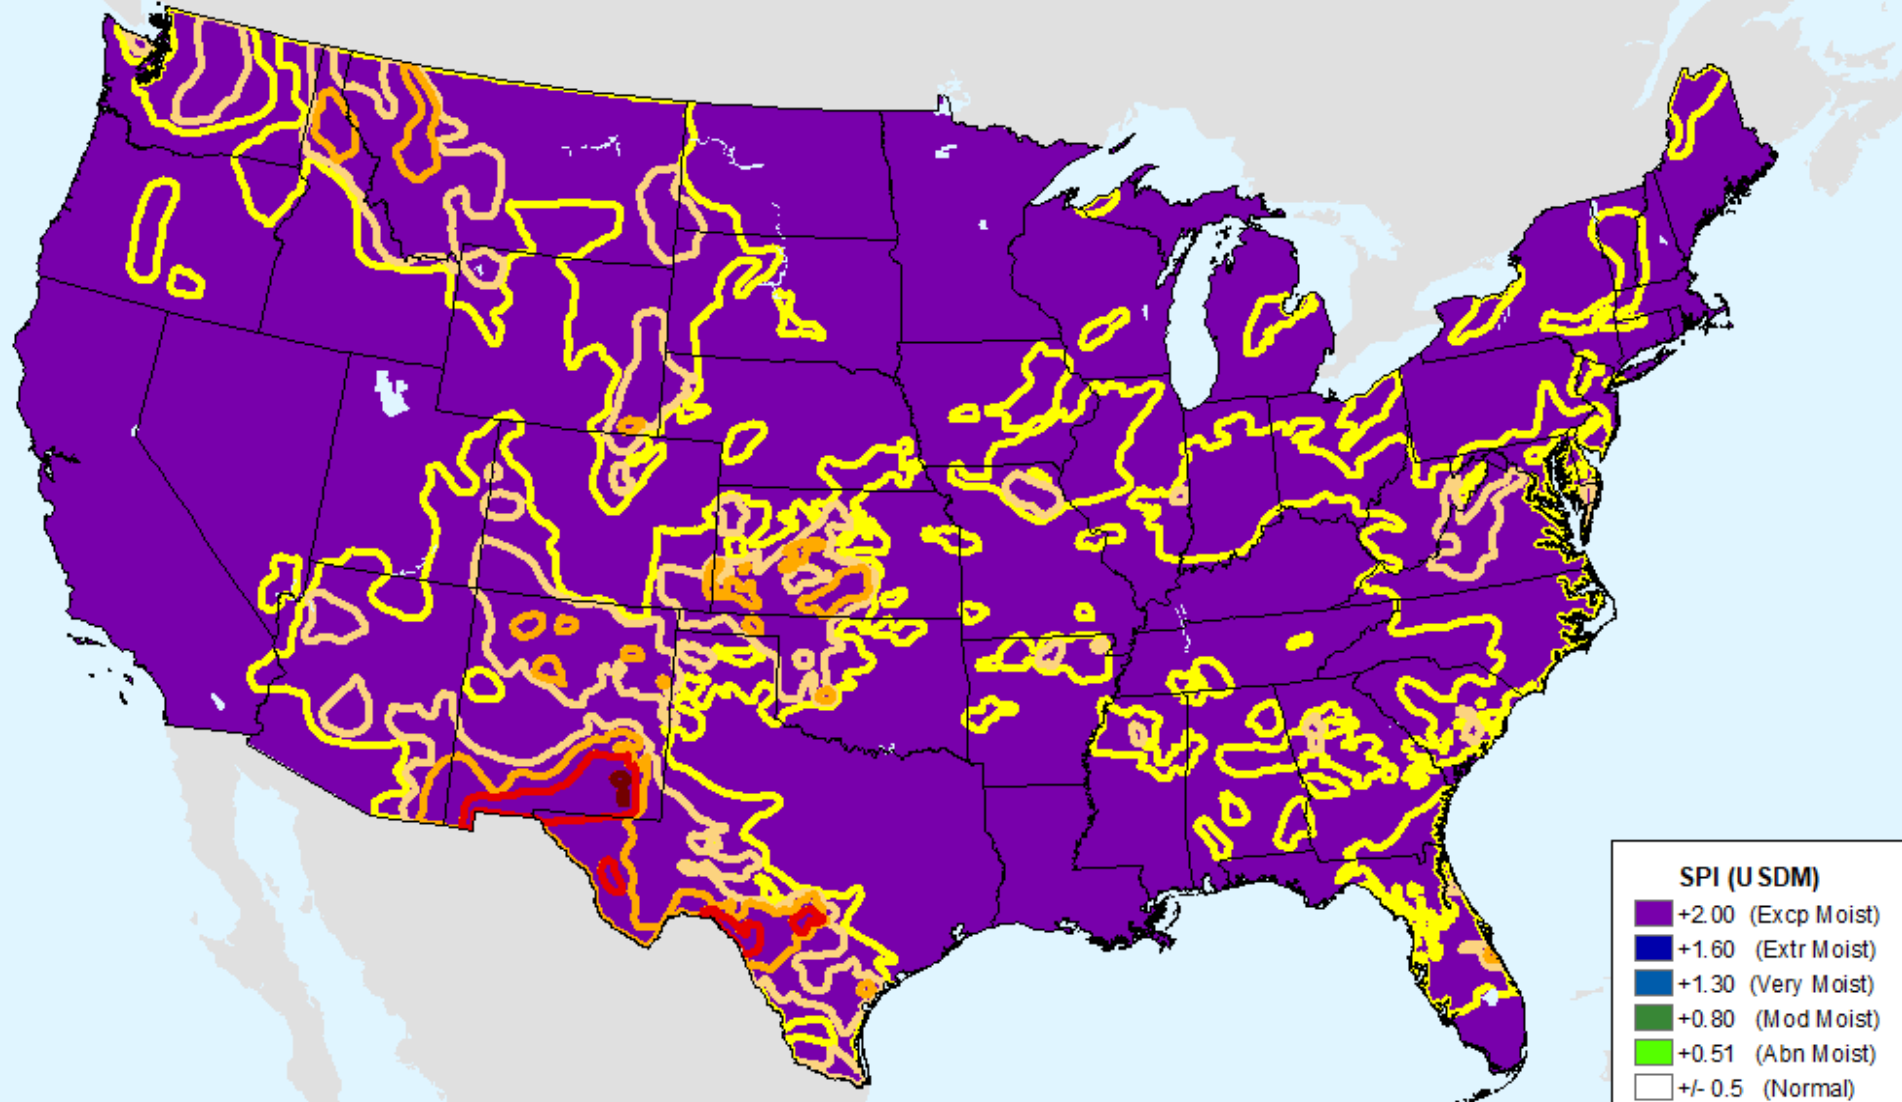 SPI (USDM)
+2.00 (Excp Moist)
+1.60 (Extr Moist)
+1.30 (Very Moist)
+0.80 (Mod Moist)
+0.51 (Abn Moist)
+/- 0.5 (Normal)